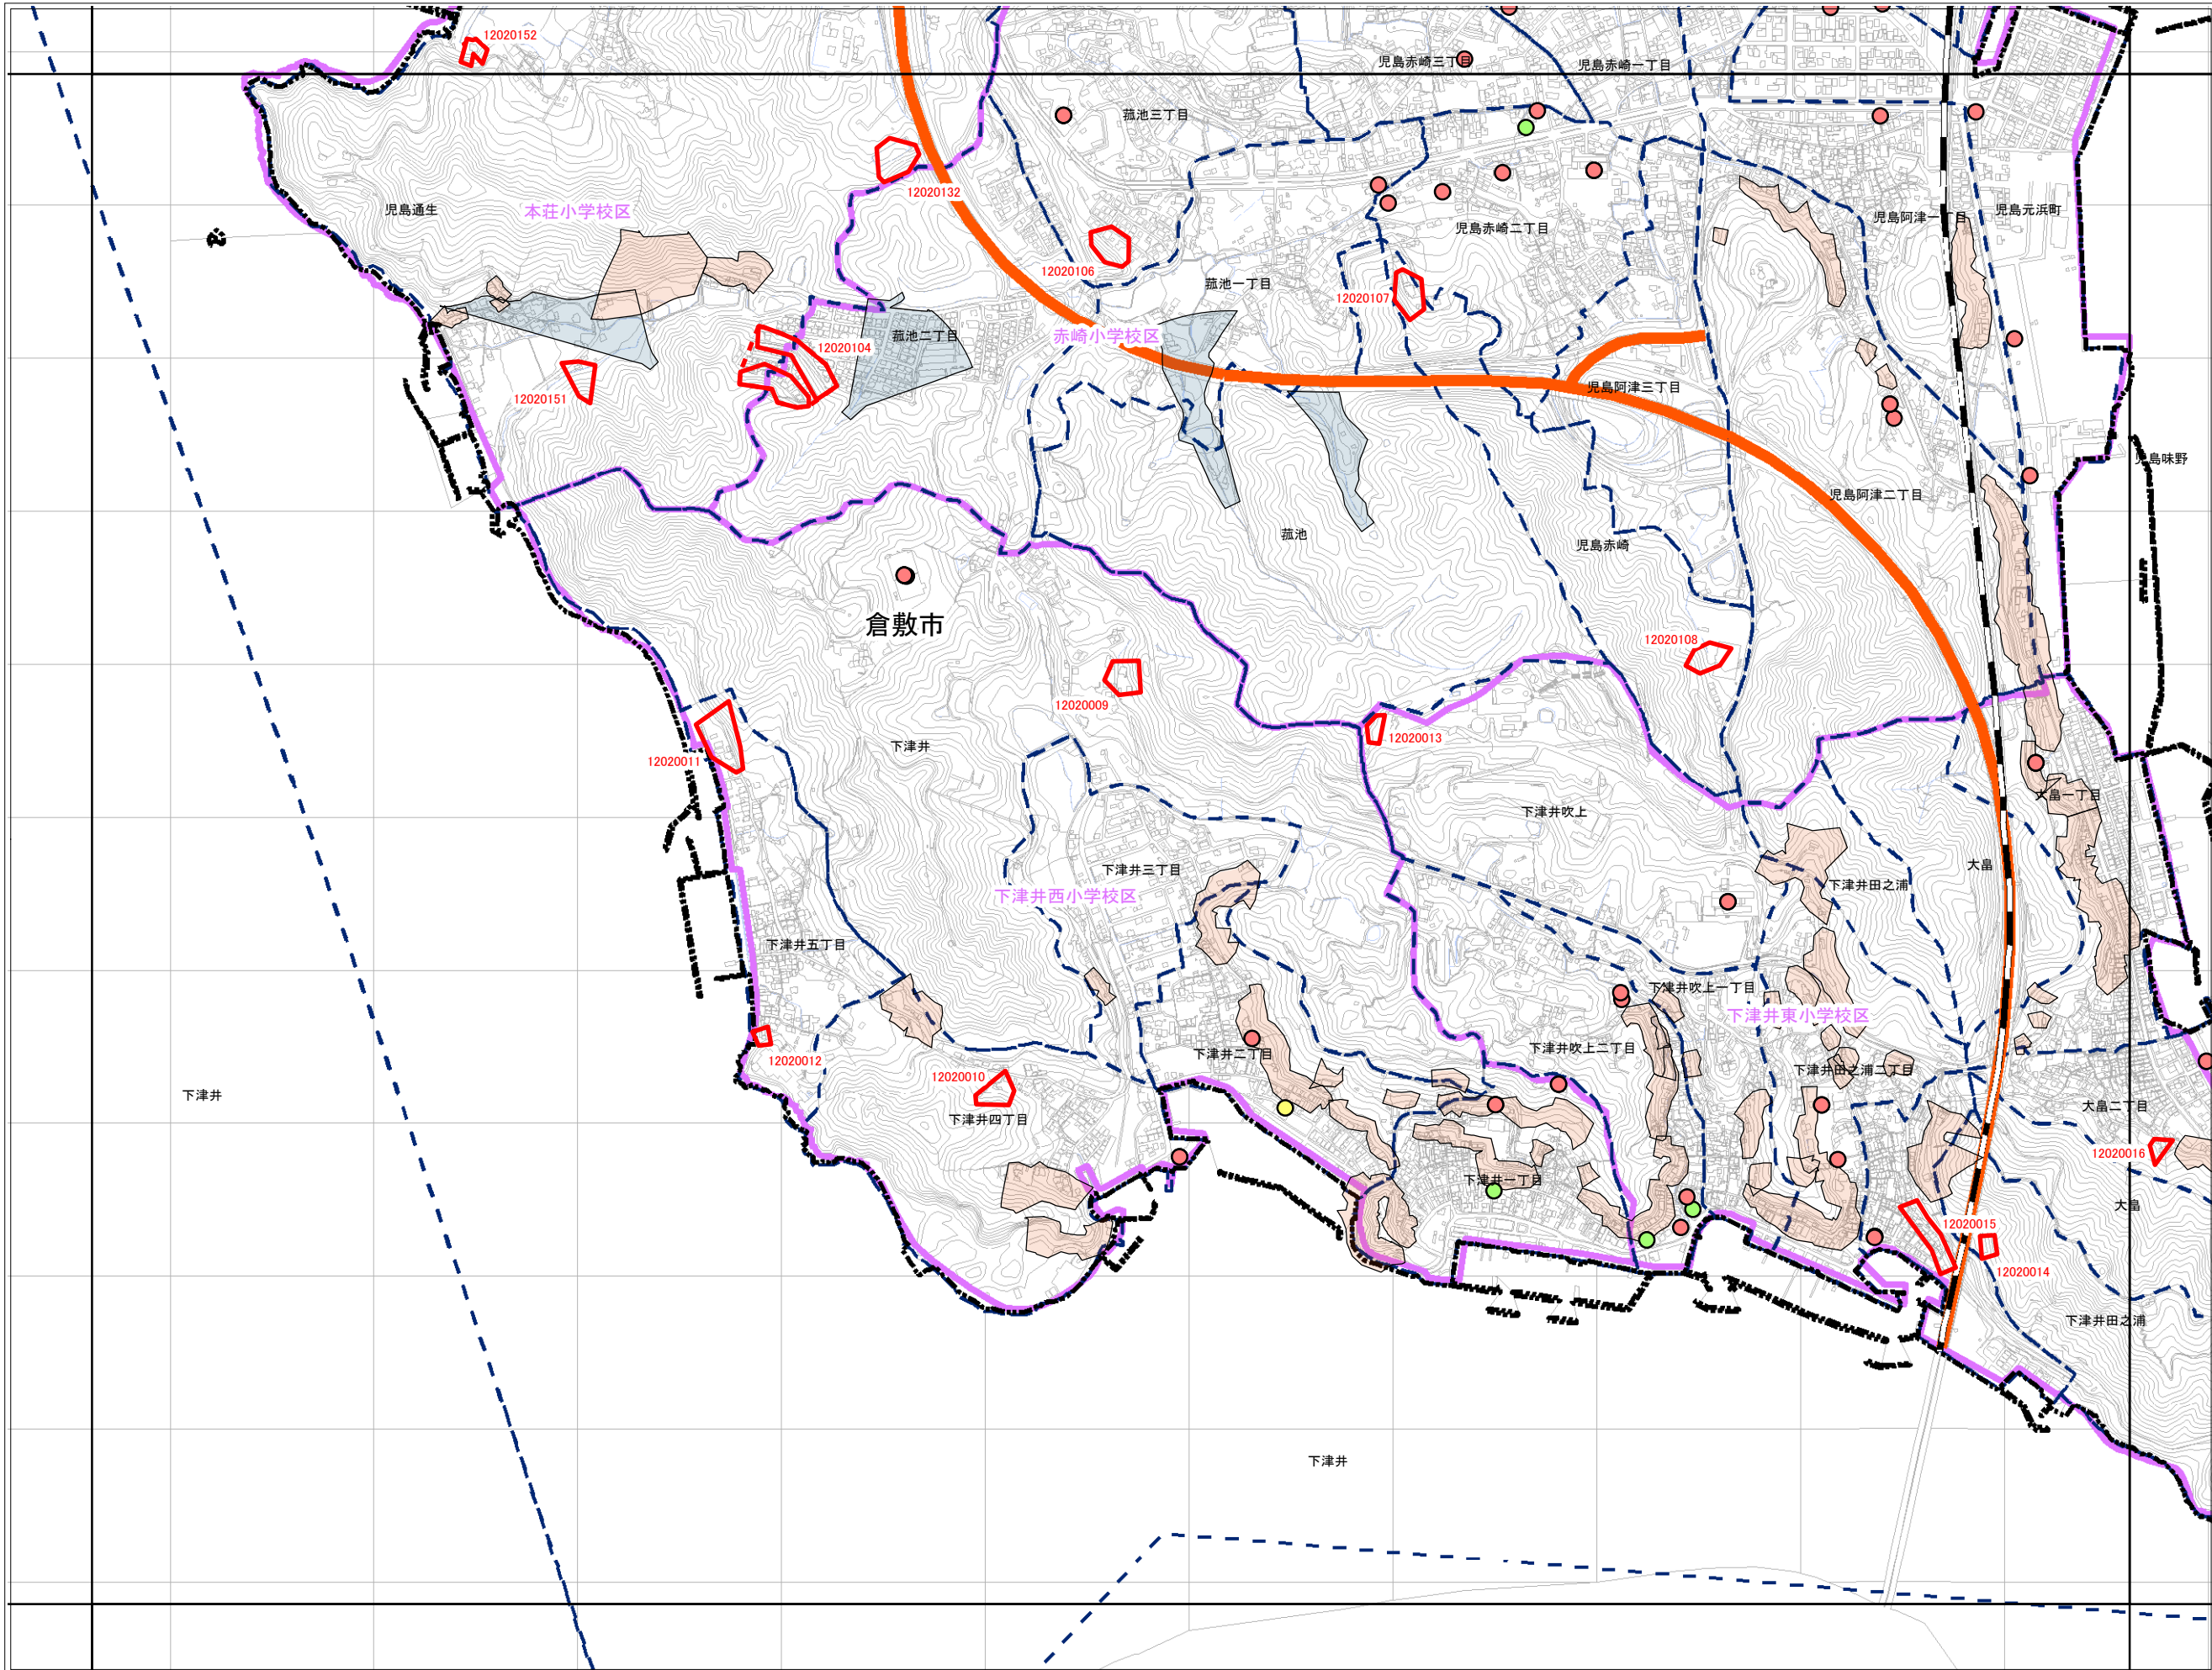 12020152
児島赤崎三丁目
児島赤崎一丁目
菰池三丁目
12020132
児島通生
本荘小学校区
児島阿津一丁目
児島元浜町
児島赤崎二丁目
12020106
菰池一丁目
12020107
赤崎小学校区
菰池二丁目
12020104
児島阿津三丁目
12020151
児島味野
児島阿津二丁目
菰池
児島赤崎
倉敷市
12020108
12020009
12020013
下津井
12020011
大畠一丁目
下津井吹上
大畠
下津井三丁目
下津井田之浦
下津井西小学校区
下津井五丁目
下津井吹上一丁目
下津井東小学校区
下津井吹上二丁目
下津井二丁目
12020012
下津井田之浦二丁目
12020010
下津井
大畠二丁目
下津井四丁目
12020016
下津井一丁目
大畠
12020015
12020014
下津井田之浦
下津井